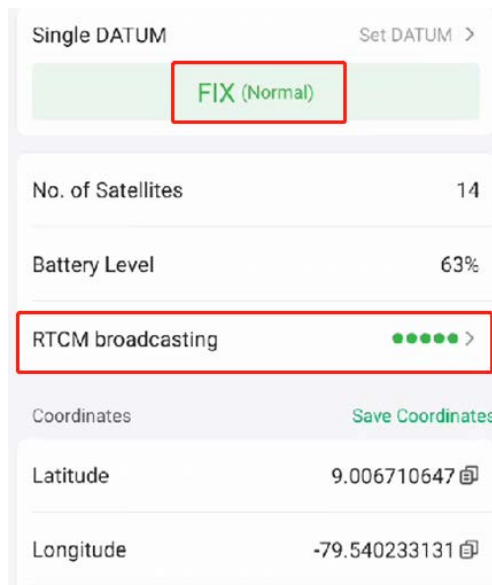 Single DATUM Set DATUM >
FIX (Normal)
No. of Satellites 14
Battery Level 63%
RTCM broadcasting >
Coordinates Save Coordinates
Latitude 9.006710647
Longitude -79.540233131